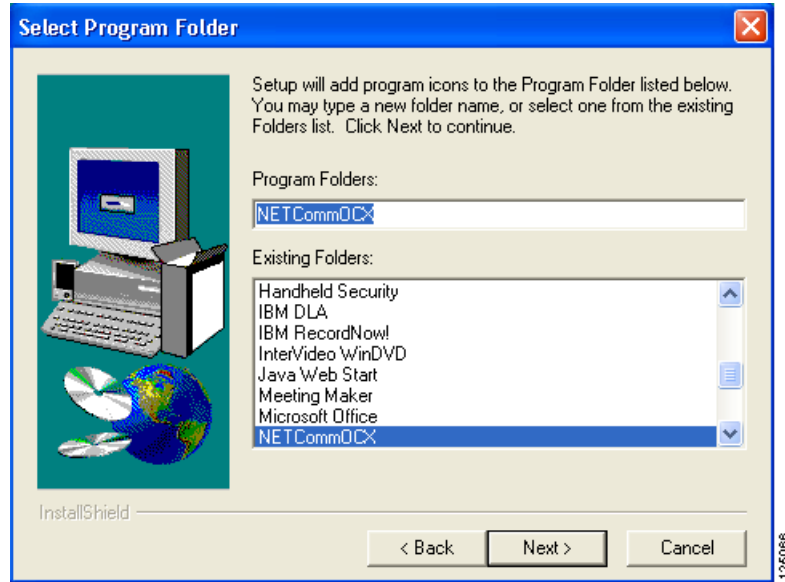 Select Program Folder
Setup will add program icons to the Program Folder listed below.
You may type a new folder name, or select one from the existing
Folders list. Click Next to continue.
Program Folders:
NETCommOCX
Existing Folders:
Handheld Security
IBM DLA
IBM RecordNow!
InterVideo WinDVD
Java Web Start
Meeting Maker
Microsoft Office
NETCommOCX
InstallShield
< Back
Next >
Cancel
125066